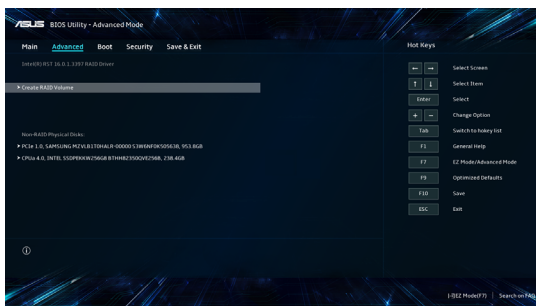 ASUS BIOS Utility - Advanced Mode
Main Advanced Boot Security Save & Exit
Hot Keys
Intel(R) RST 16.0.1.3397 RAID Driver
Create RAID Volume
Non-RAID Physical Disks:
PCIe 1.0, SAMSUNG MZVLB1T0HALR-00000 S3W6NF0K505638, 953.8GB
CPUa 4.0, INTEL SSDPEKKW256G8 BTHH82350QVE256B, 238.4GB
← → Select Screen
↑ ↓ Select Item
Enter Select
+ - Change Option
Tab Switch to hokey list
F1 General Help
F7 EZ Mode/Advanced Mode
F9 Optimized Defaults
F10 Save
ESC Exit
(-)EZ Mode(F7) | Search on FAQ